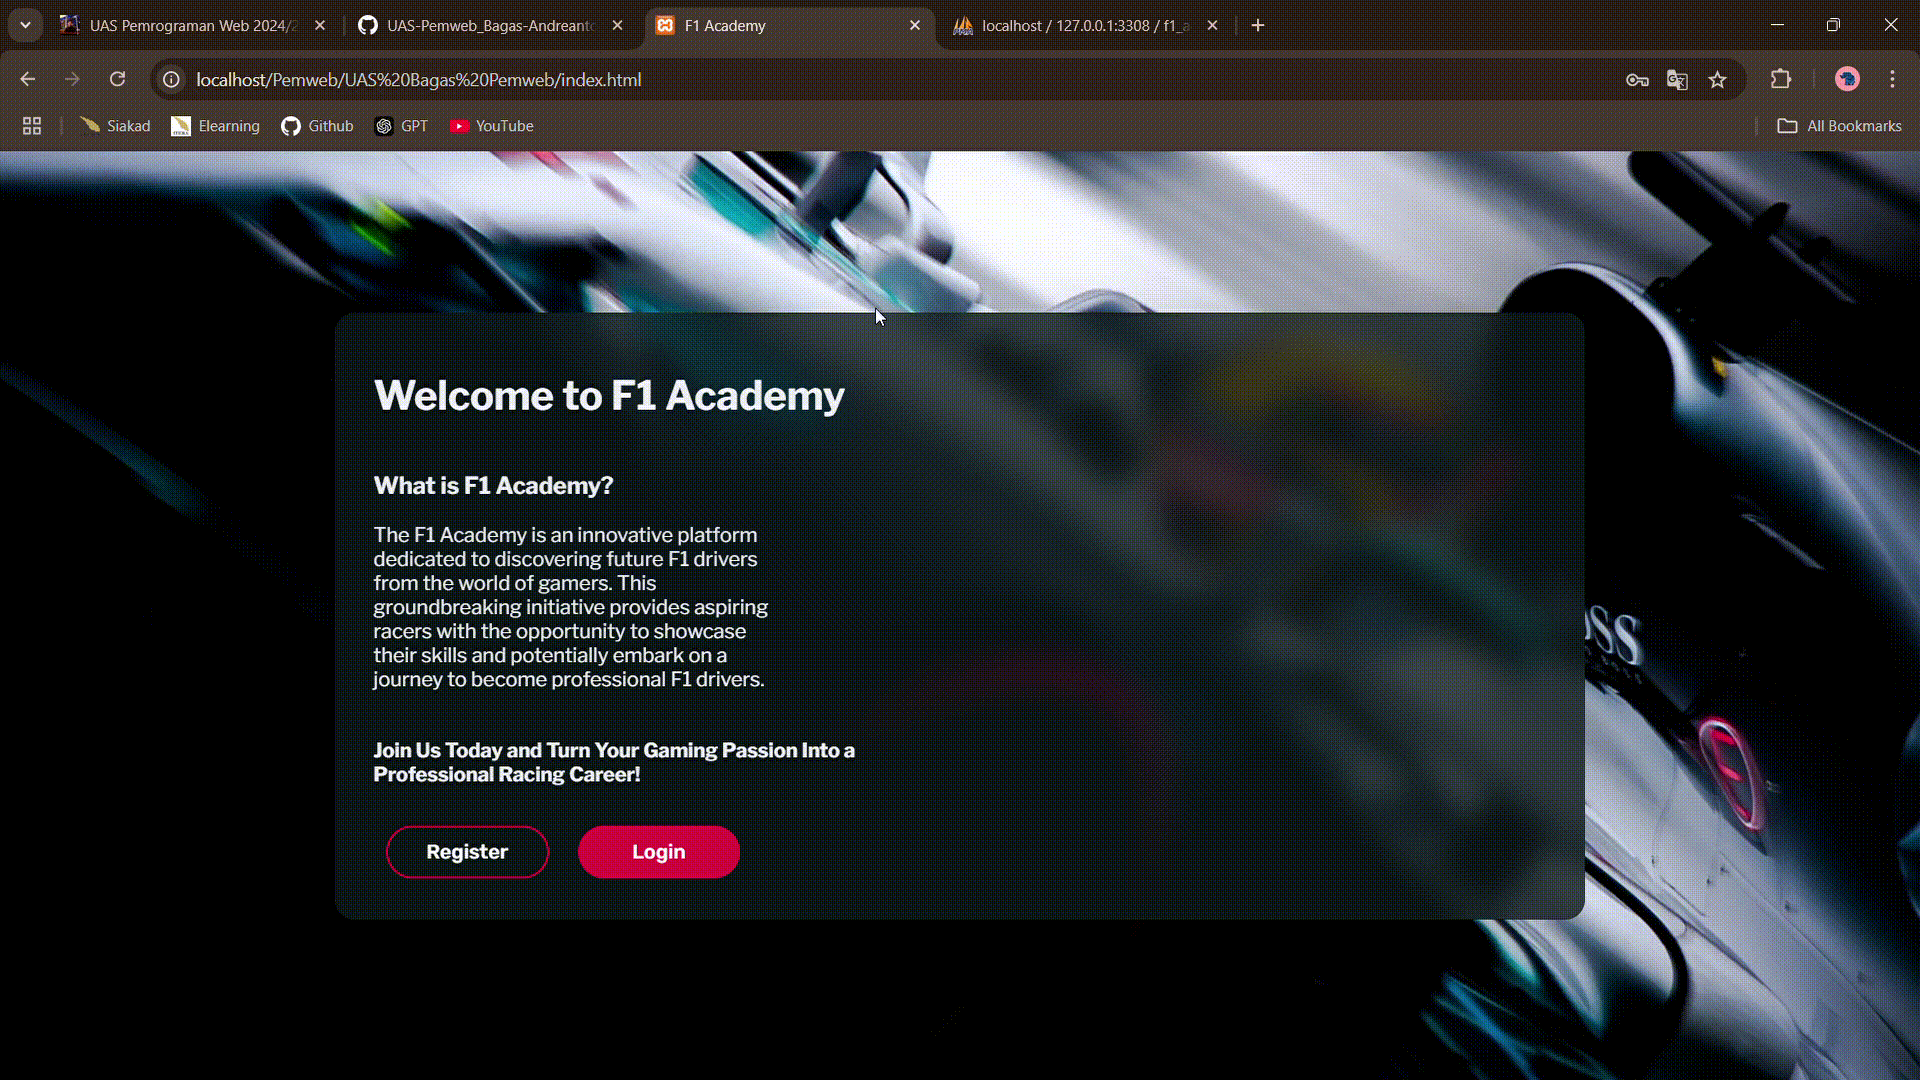 UAS Pemrograman Web 2024/2
UAS-Pemweb_Bagas-Andreanto
F1 Academy
localhost / 127.0.0.1:3308 / f1_a
localhost/Pemweb/UAS%20Bagas%20Pemweb/index.html
Siakad
Elearning
Github
GPT
YouTube
All Bookmarks
Welcome to F1 Academy
What is F1 Academy?
The F1 Academy is an innovative platform
dedicated to discovering future F1 drivers
from the world of gamers. This
groundbreaking initiative provides aspiring
racers with the opportunity to showcase
their skills and potentially embark on a
journey to become professional F1 drivers.
Join Us Today and Turn Your Gaming Passion Into a
Professional Racing Career!
Register
Login